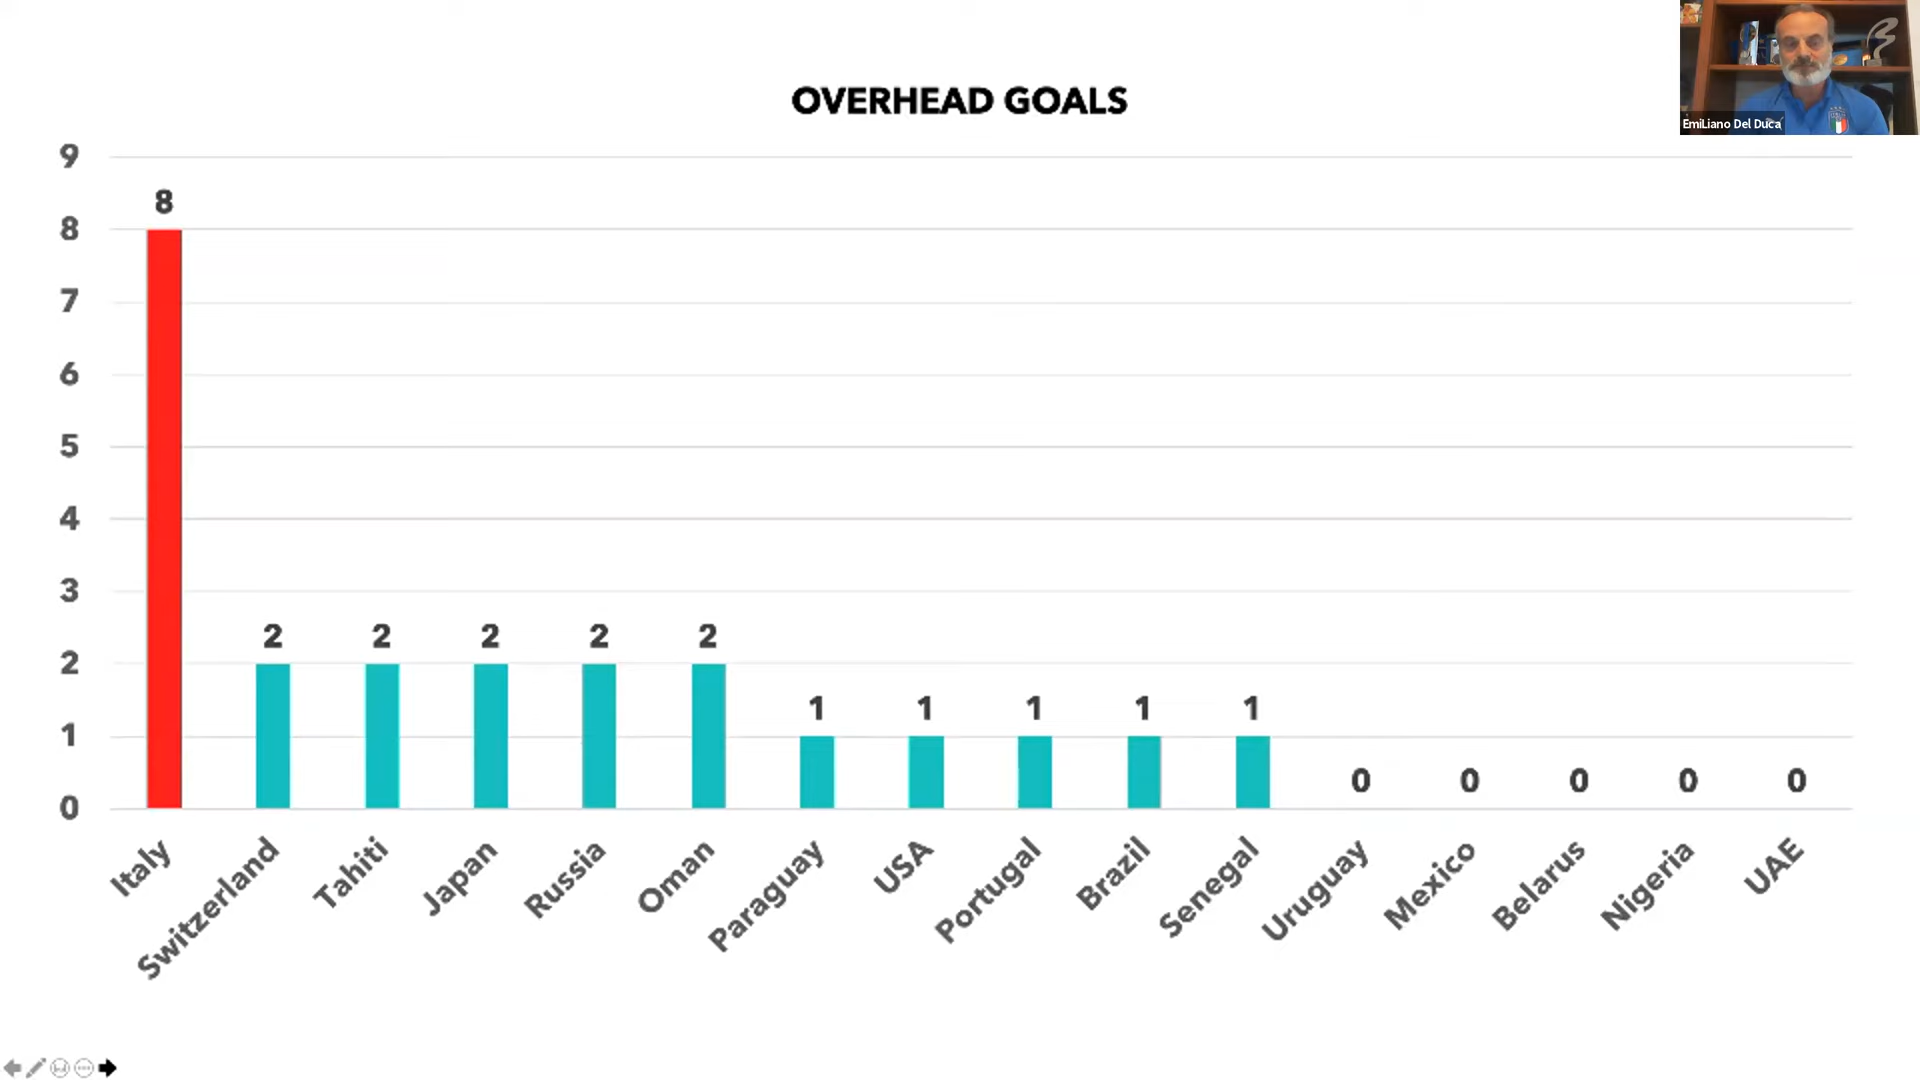 OVERHEAD GOALS
EmiLiano Del Duca
9
8
7
6
5
4
3
2
1
0
8
2
2
2
2
2
1
1
1
1
1
0
0
0
0
0
Italy
Switzerland
Tahiti
Japan
Russia
Oman
Paraguay
USA
Portugal
Brazil
Senegal
Uruguay
Mexico
Belarus
Nigeria
UAE